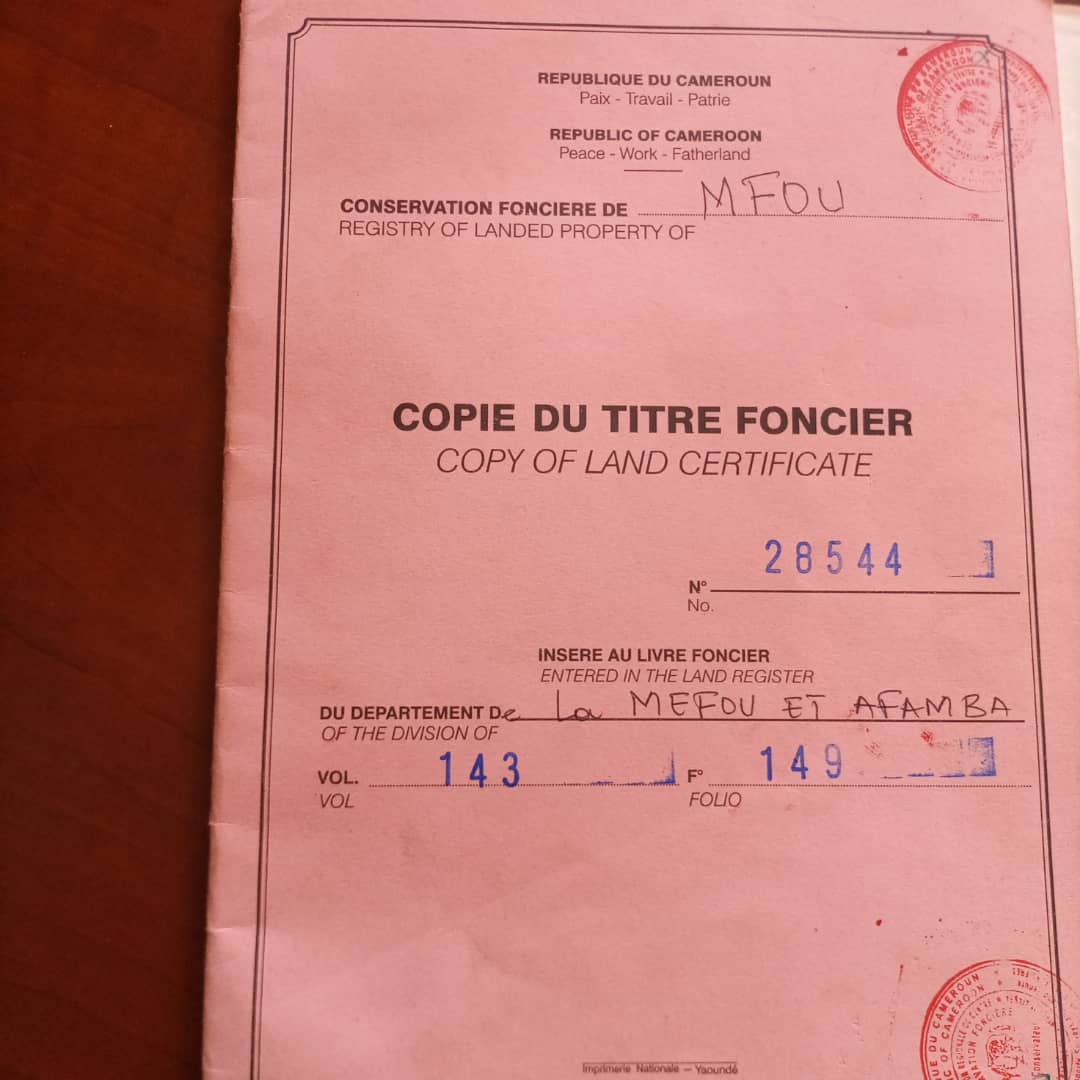 REPUBLIQUE DU CAMEROUN
Paix - Travail - Patrie
REPUBLIC OF CAMEROON
Peace - Work - Fatherland
CONSERVATION FONCIERE DE MFOU
REGISTRY OF LANDED PROPERTY OF
COPIE DU TITRE FONCIER
COPY OF LAND CERTIFICATE
28544
N°
No.
INSERE AU LIVRE FONCIER
ENTERED IN THE LAND REGISTER
DU DEPARTEMENT De la MEFOU ET AFAMBA
OF THE DIVISION OF
VOL. 143 F° 149
VOL FOLIO
Imprimerie Nationale – Yaoundé